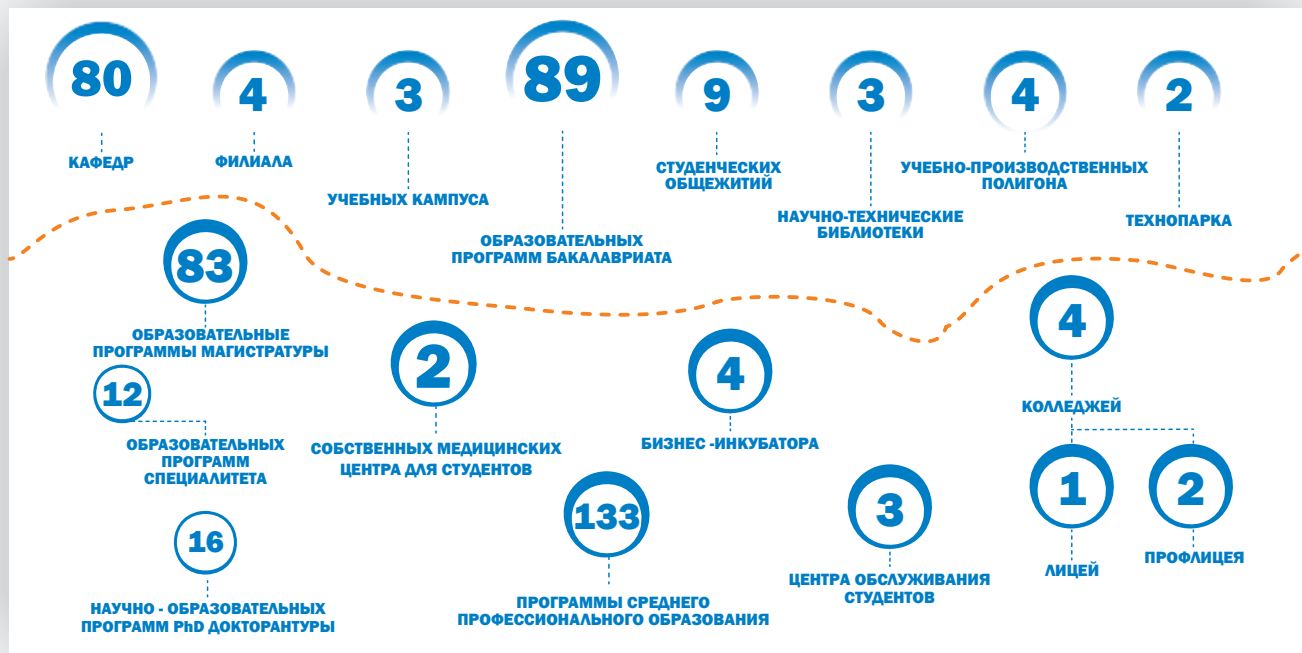 80
КАФЕДР
4
ФИЛИАЛА
3
УЧЕБНЫХ КАМПУСА
89
ОБРАЗОВАТЕЛЬНЫХ
ПРОГРАММ БАКАЛАВРИАТА
9
СТУДЕНЧЕСКИХ
ОБЩЕЖИТИЙ
3
НАУЧНО-ТЕХНИЧЕСКИЕ
БИБЛИОТЕКИ
4
УЧЕБНО-ПРОИЗВОДСТВЕННЫХ
ПОЛИГОНА
2
ТЕХНОПАРКА
83
ОБРАЗОВАТЕЛЬНЫЕ
ПРОГРАММЫ МАГИСТРАТУРЫ
12
ОБРАЗОВАТЕЛЬНЫХ
ПРОГРАММ
СПЕЦИАЛИТЕТА
16
НАУЧНО - ОБРАЗОВАТЕЛЬНЫХ
ПРОГРАММ PhD ДОКТОРАНТУРЫ
2
СОБСТВЕННЫХ МЕДИЦИНСКИХ
ЦЕНТРА ДЛЯ СТУДЕНТОВ
133
ПРОГРАММЫ СРЕДНЕГО
ПРОФЕССИОНАЛЬНОГО ОБРАЗОВАНИЯ
4
БИЗНЕС -ИНКУБАТОРА
3
ЦЕНТРА ОБСЛУЖИВАНИЯ
СТУДЕНТОВ
4
КОЛЛЕДЖЕЙ
1
ЛИЦЕЙ
2
ПРОФЛИЦЕЯ